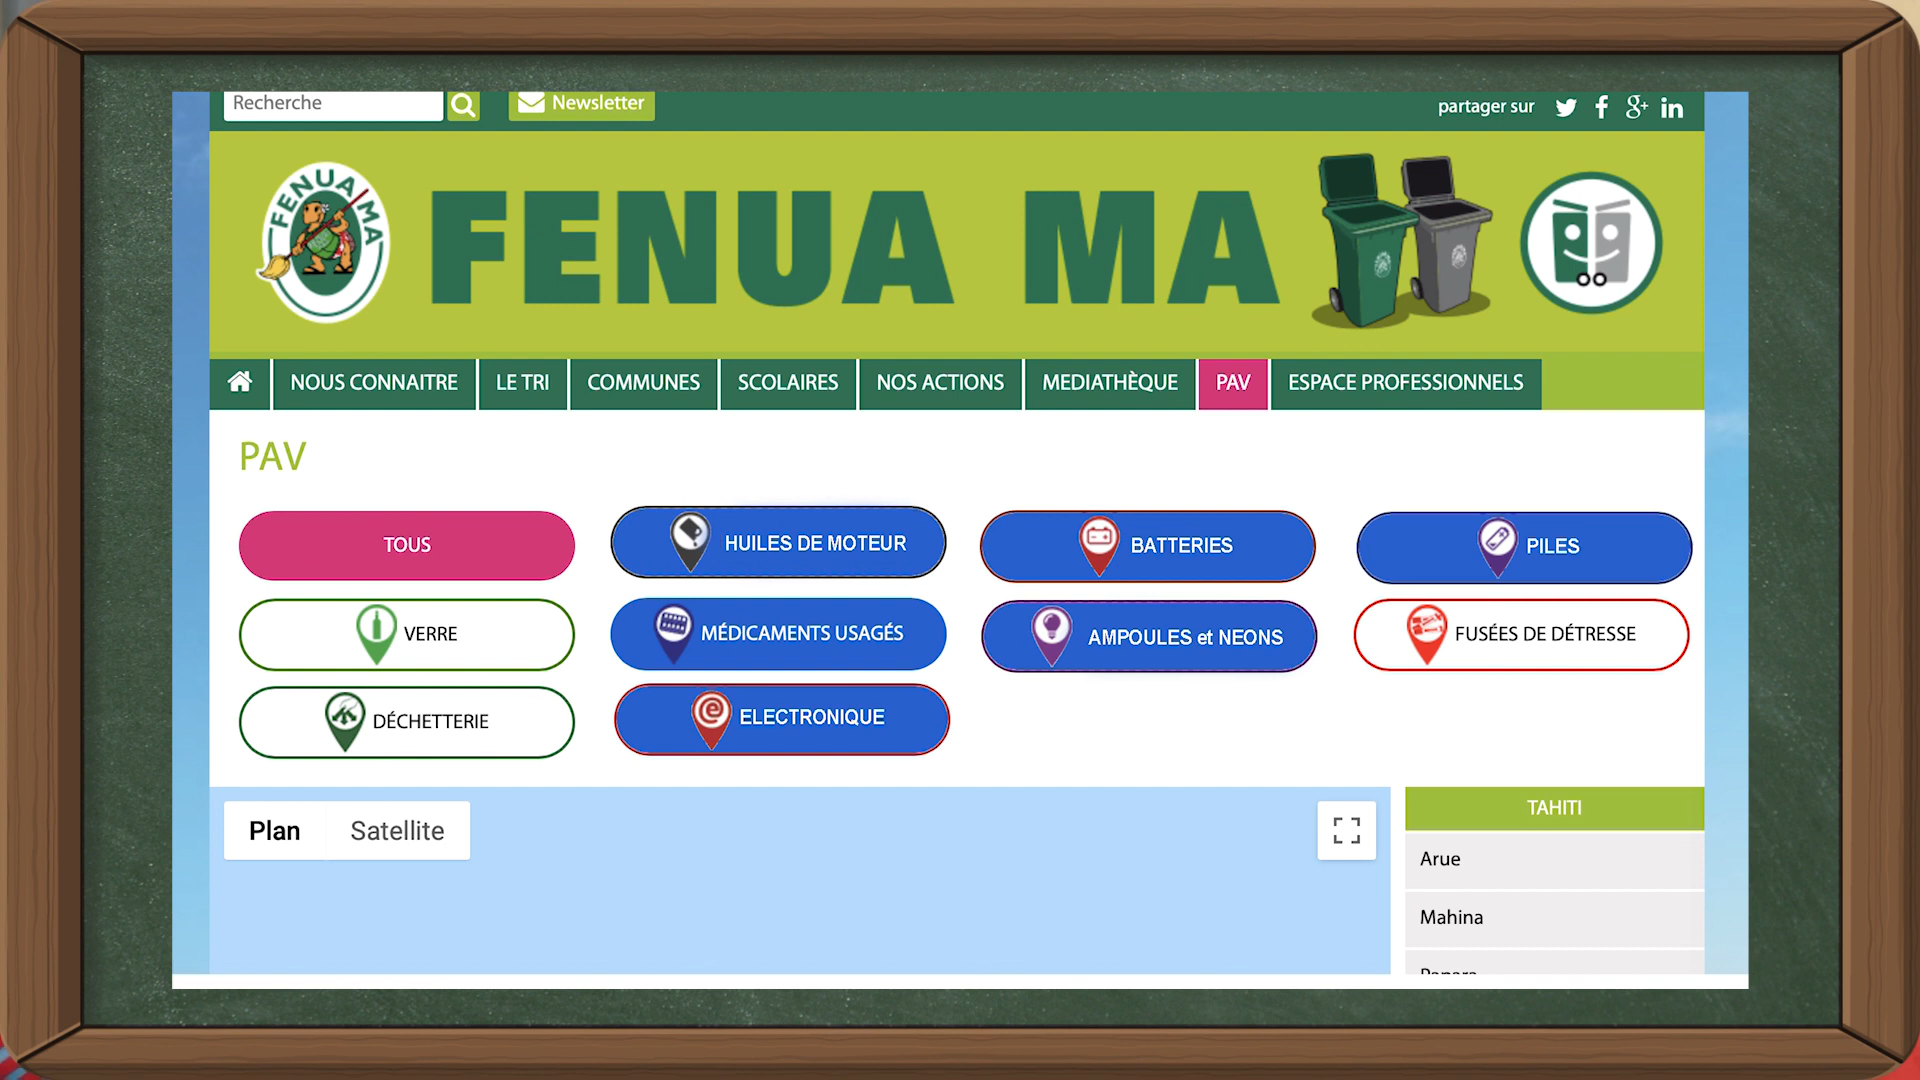 Recherche
Newsletter
partager sur
FENUA MA
FENUA MA
NOUS CONNAITRE
LE TRI
COMMUNES
SCOLAIRES
NOS ACTIONS
MEDIATHÈQUE
PAV
ESPACE PROFESSIONNELS
PAV
TOUS
HUILES DE MOTEUR
BATTERIES
PILES
VERRE
MÉDICAMENTS USAGÉS
AMPOULES et NEONS
FUSÉES DE DÉTRESSE
DÉCHETTERIE
ELECTRONIQUE
Plan
Satellite
TAHITI
Arue
Mahina